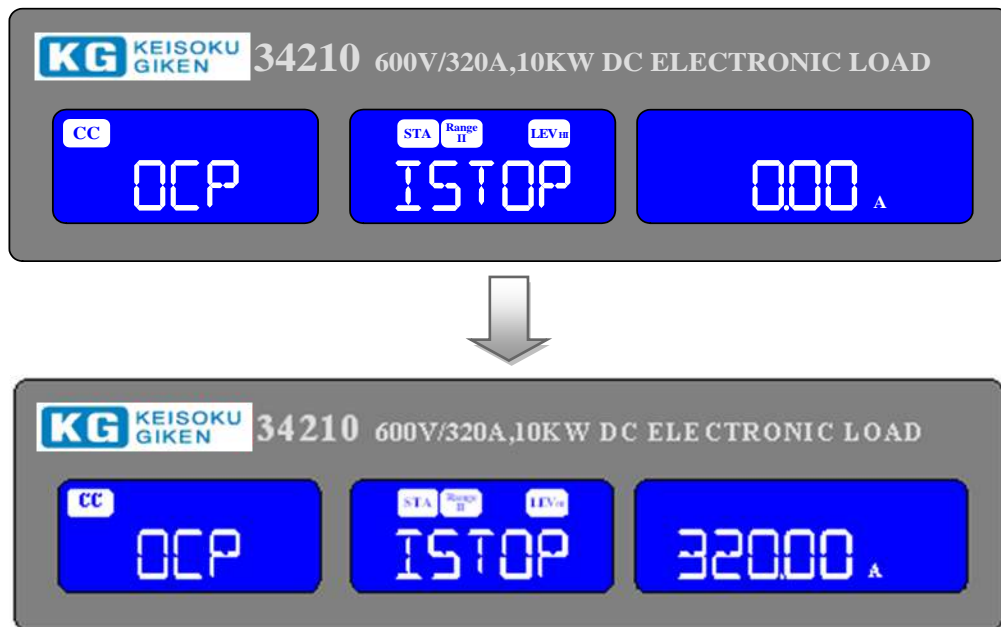 KG KEISOKU GIKEN 34210 600V/320A,10KW DC ELECTRONIC LOAD
CC STA Range II LEV HI
OCP ISTOP 0.00 A
KG KEISOKU GIKEN 34210 600V/320A,10KW DC ELECTRONIC LOAD
CC STA Range II LEV HI
OCP ISTOP 320.00 A